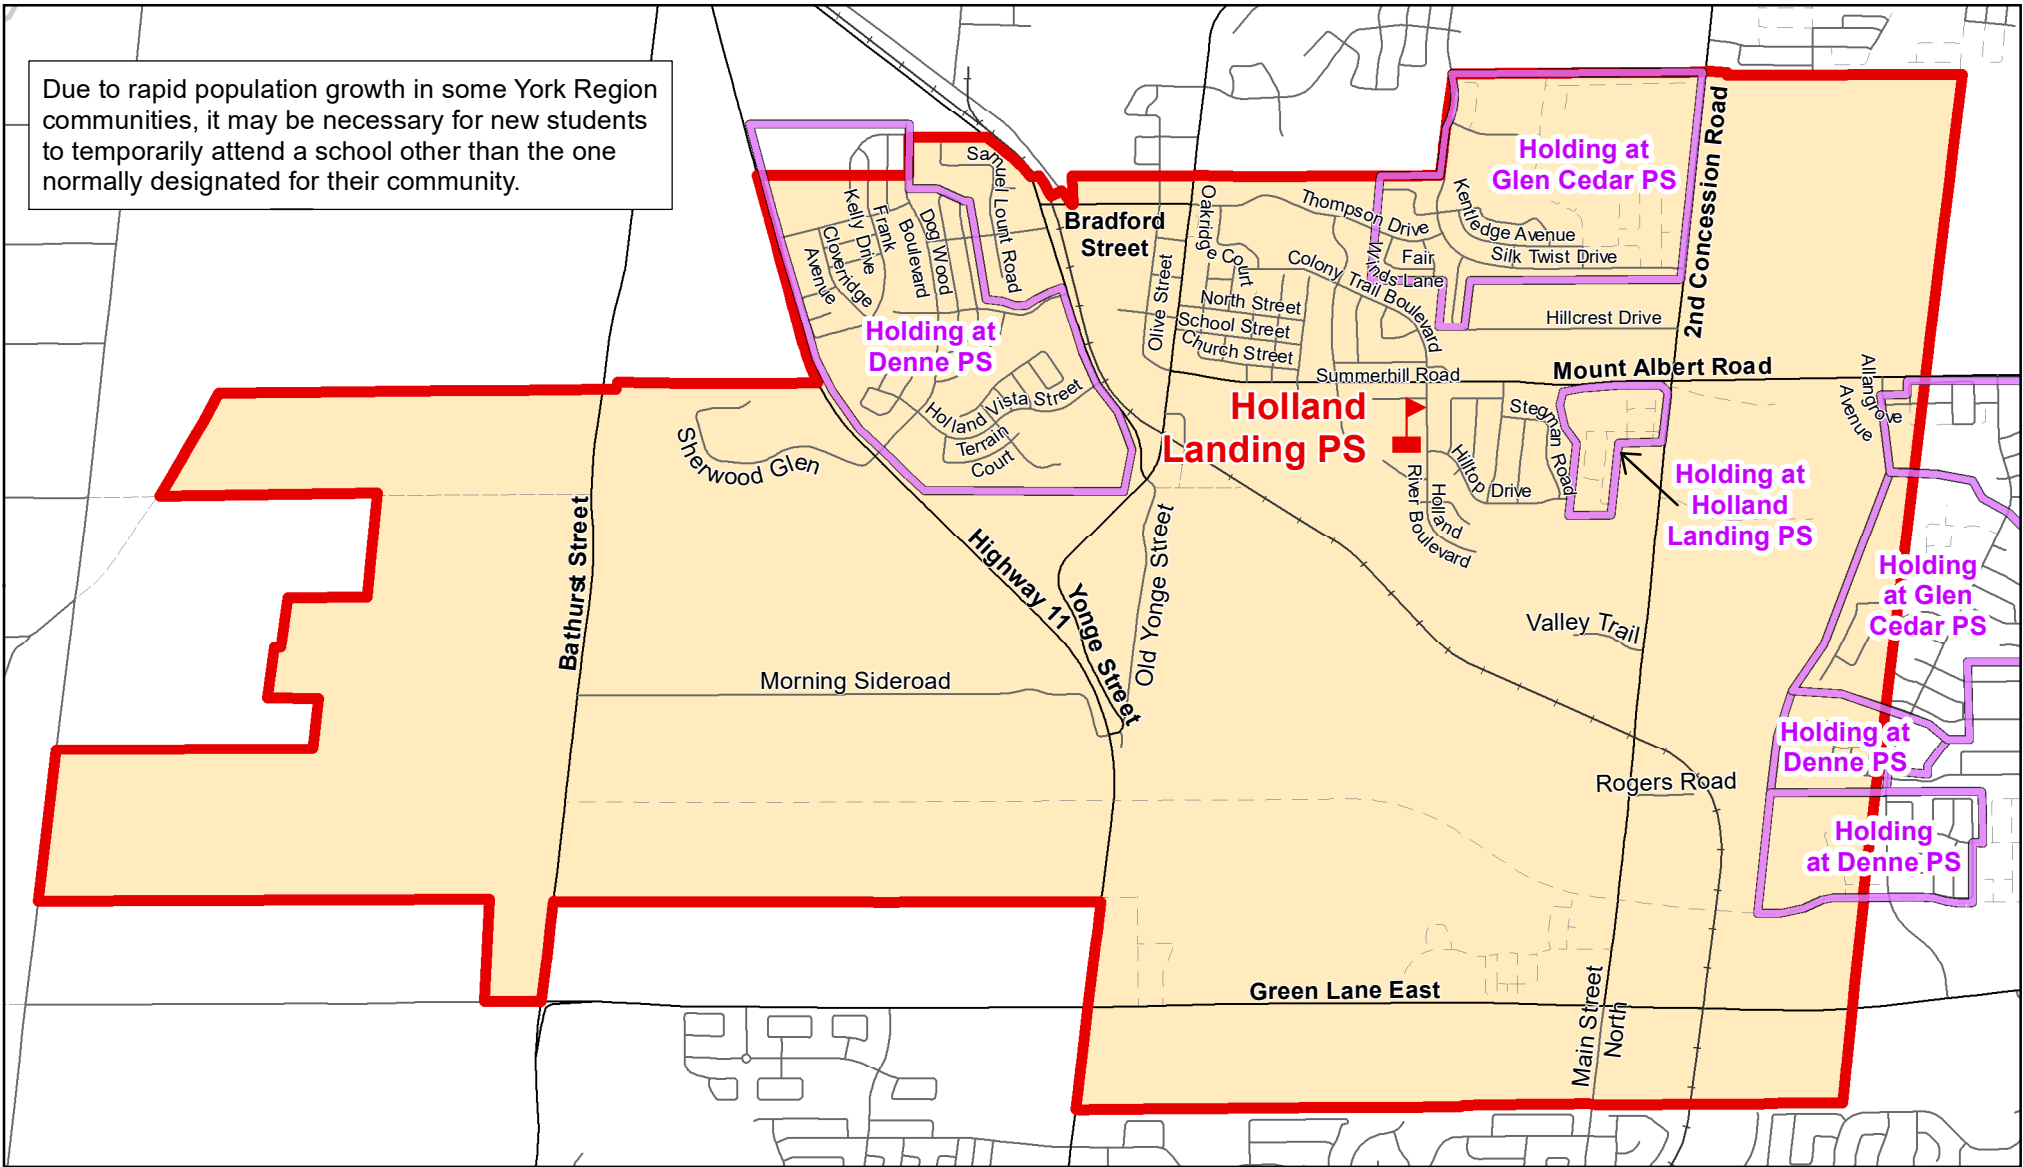 Due to rapid population growth in some York Region
communities, it may be necessary for new students
to temporarily attend a school other than the one
normally designated for their community.
Samuel Lount Road
Kelly Drive
Frank
Boulevard
Dog Wood
Cloverridge
Avenue
Holding at
Denne PS
Holland Vista Street
Terrain
Court
Sherwood Glen
Bradford
Street
Olive Street
Oakridge Court
North Street
School Street
Church Street
Thompson Drive
Colony Trail Boulevard
Winds Lane
Fair
Kentledge Avenue
Silk Twist Drive
Holding at
Glen Cedar PS
2nd Concession Road
Hillcrest Drive
Mount Albert Road
Summerhill Road
Holland
Landing PS
Stegman Road
Hilltop Drive
Holland
River Boulevard
Holding at
Holland
Landing PS
Allangrove
Avenue
Holding
at Glen
Cedar PS
Holding at
Denne PS
Holding
at Denne PS
Bathurst Street
Highway 11
Yonge Street
Old Yonge Street
Morning Sideroad
Valley Trail
Rogers Road
Green Lane East
Main Street
North